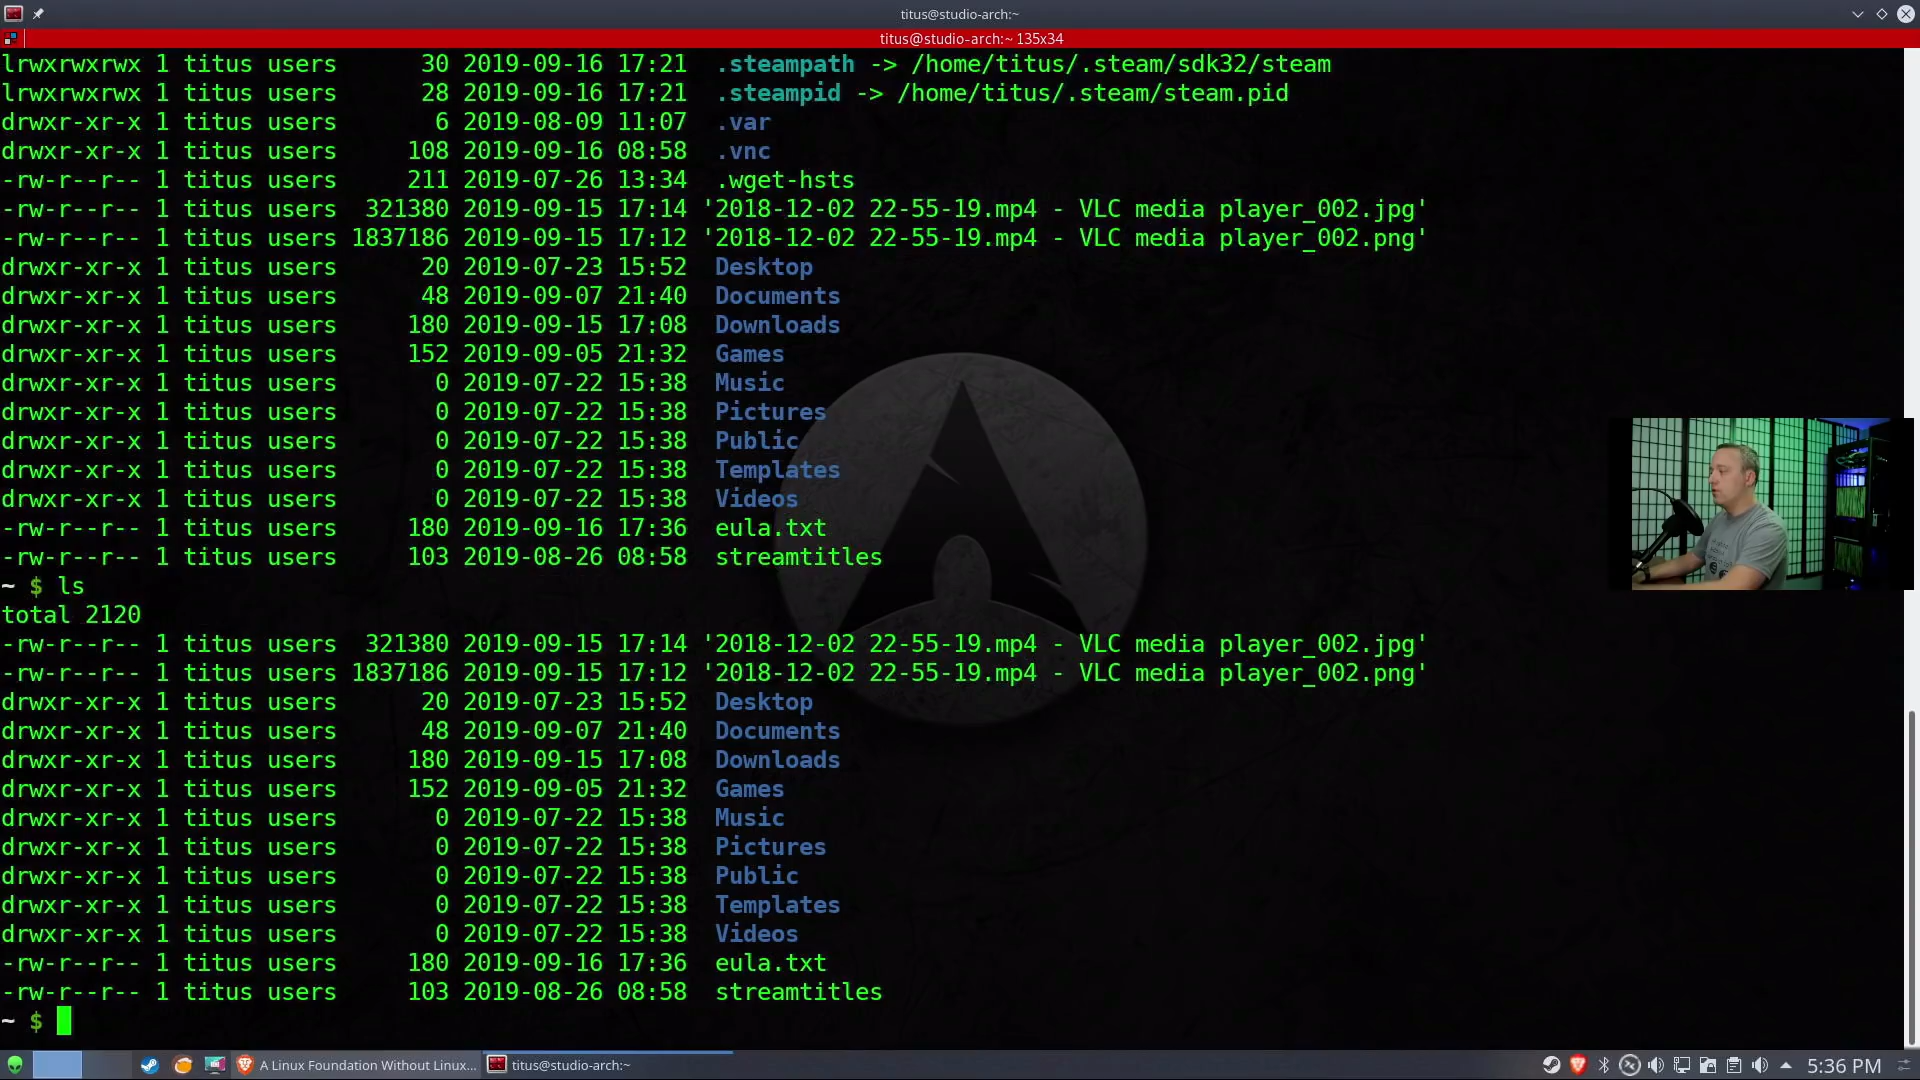 titus@studio-arch:~
titus@studio-arch:~ 135x34
lrwxrwxrwx 1 titus users      30 2019-09-16 17:21  .steampath -> /home/titus/.steam/sdk32/steam
lrwxrwxrwx 1 titus users      28 2019-09-16 17:21  .steampid -> /home/titus/.steam/steam.pid
drwxr-xr-x 1 titus users       6 2019-08-09 11:07  .var
drwxr-xr-x 1 titus users     108 2019-09-16 08:58  .vnc
-rw-r--r-- 1 titus users     211 2019-07-26 13:34  .wget-hsts
-rw-r--r-- 1 titus users  321380 2019-09-15 17:14 '2018-12-02 22-55-19.mp4 - VLC media player_002.jpg'
-rw-r--r-- 1 titus users 1837186 2019-09-15 17:12 '2018-12-02 22-55-19.mp4 - VLC media player_002.png'
drwxr-xr-x 1 titus users      20 2019-07-23 15:52  Desktop
drwxr-xr-x 1 titus users      48 2019-09-07 21:40  Documents
drwxr-xr-x 1 titus users     180 2019-09-15 17:08  Downloads
drwxr-xr-x 1 titus users     152 2019-09-05 21:32  Games
drwxr-xr-x 1 titus users       0 2019-07-22 15:38  Music
drwxr-xr-x 1 titus users       0 2019-07-22 15:38  Pictures
drwxr-xr-x 1 titus users       0 2019-07-22 15:38  Public
drwxr-xr-x 1 titus users       0 2019-07-22 15:38  Templates
drwxr-xr-x 1 titus users       0 2019-07-22 15:38  Videos
-rw-r--r-- 1 titus users     180 2019-09-16 17:36  eula.txt
-rw-r--r-- 1 titus users     103 2019-08-26 08:58  streamtitles
~ $ ls
total 2120
-rw-r--r-- 1 titus users  321380 2019-09-15 17:14 '2018-12-02 22-55-19.mp4 - VLC media player_002.jpg'
-rw-r--r-- 1 titus users 1837186 2019-09-15 17:12 '2018-12-02 22-55-19.mp4 - VLC media player_002.png'
drwxr-xr-x 1 titus users      20 2019-07-23 15:52  Desktop
drwxr-xr-x 1 titus users      48 2019-09-07 21:40  Documents
drwxr-xr-x 1 titus users     180 2019-09-15 17:08  Downloads
drwxr-xr-x 1 titus users     152 2019-09-05 21:32  Games
drwxr-xr-x 1 titus users       0 2019-07-22 15:38  Music
drwxr-xr-x 1 titus users       0 2019-07-22 15:38  Pictures
drwxr-xr-x 1 titus users       0 2019-07-22 15:38  Public
drwxr-xr-x 1 titus users       0 2019-07-22 15:38  Templates
drwxr-xr-x 1 titus users       0 2019-07-22 15:38  Videos
-rw-r--r-- 1 titus users     180 2019-09-16 17:36  eula.txt
-rw-r--r-- 1 titus users     103 2019-08-26 08:58  streamtitles
~ $
A Linux Foundation Without Linux... titus@studio-arch:~ 5:36 PM